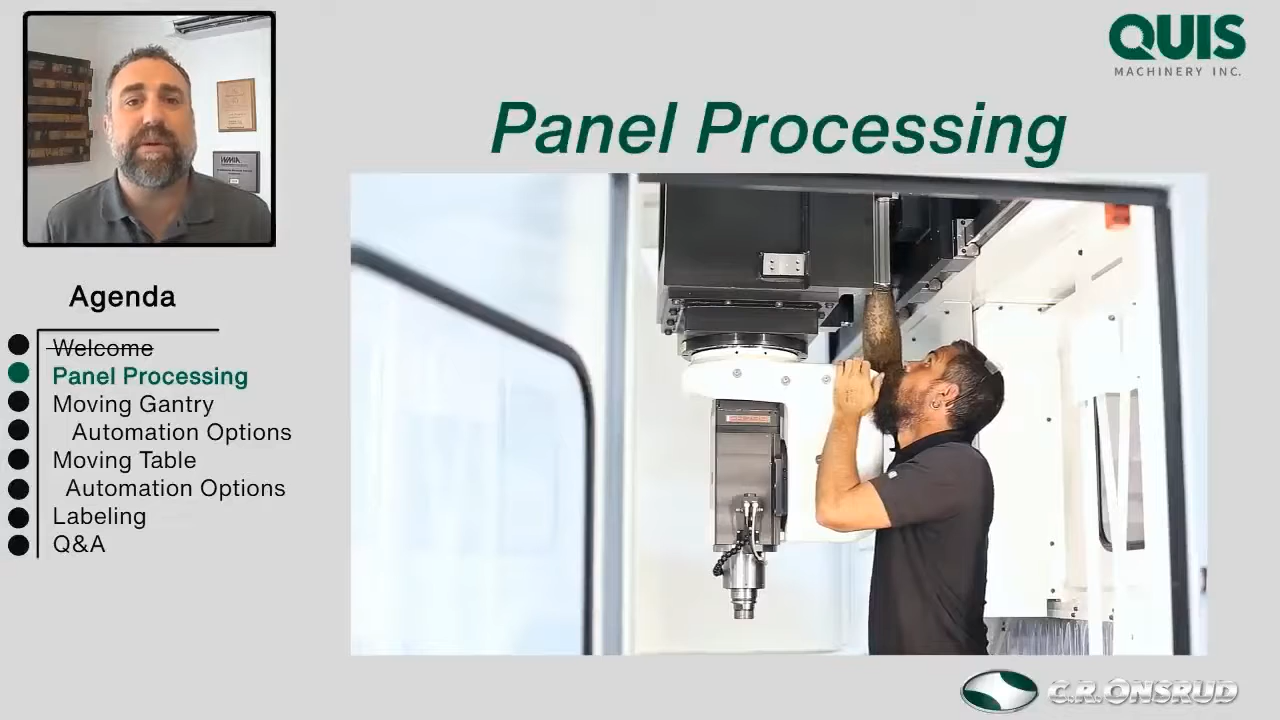 QUIS
MACHINERY INC.
Panel Processing
WMIA
Agenda
Welcome
Panel Processing
Moving Gantry
Automation Options
Moving Table
Automation Options
Labeling
Q&A
C.R.ONSRUD